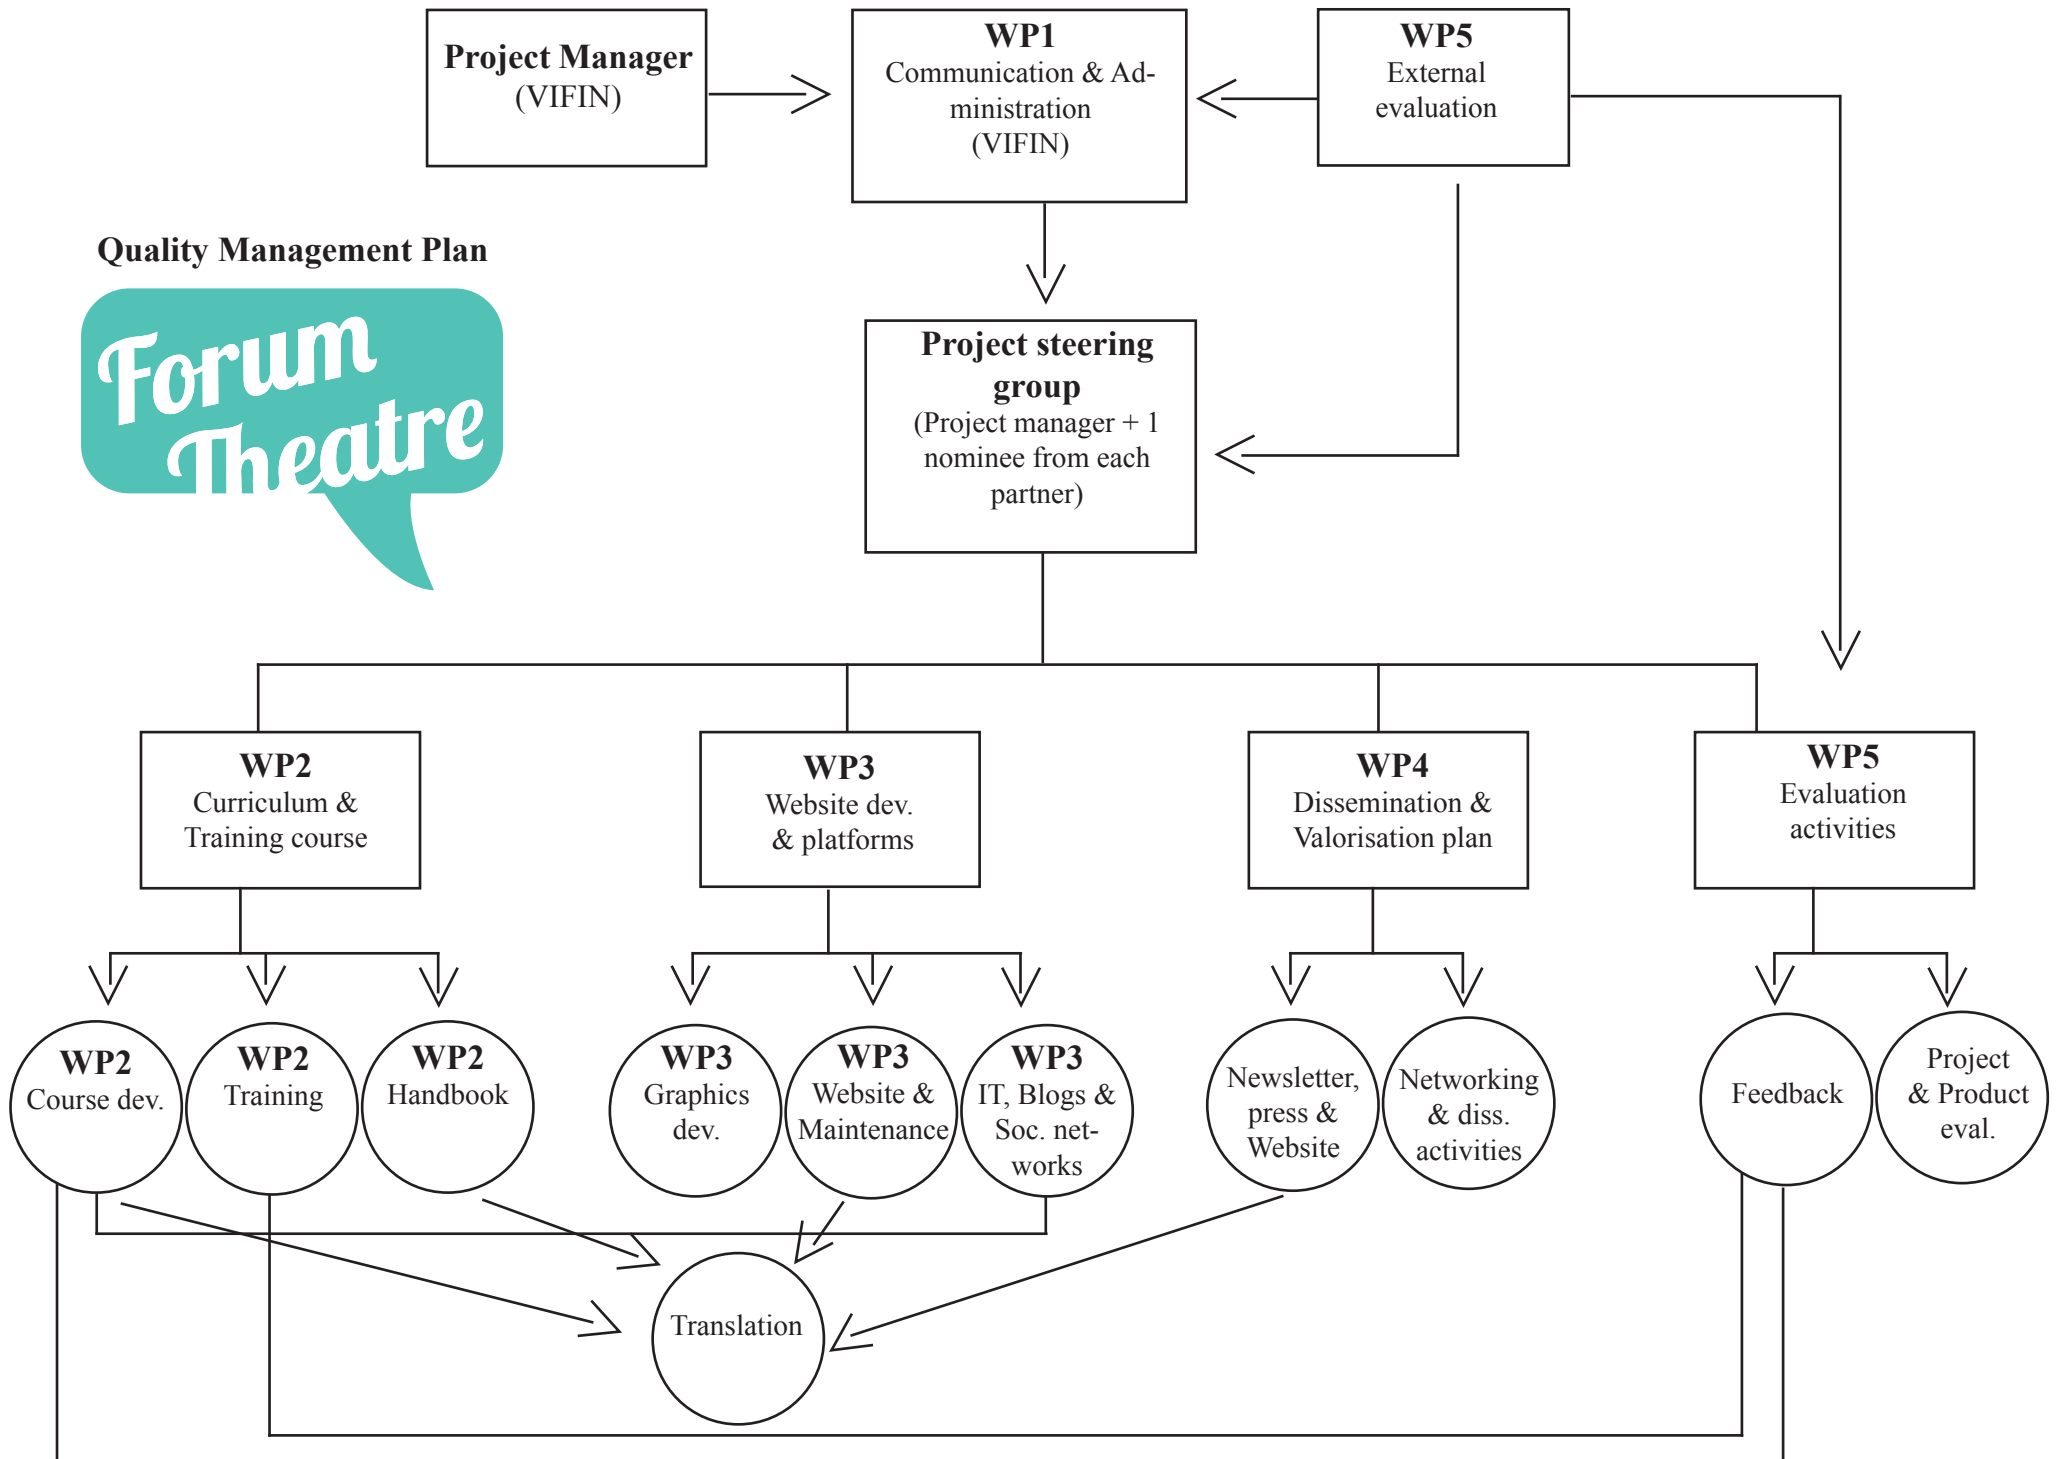 Project Manager
(VIFIN)
WP1
Communication & Ad-
ministration
(VIFIN)
WP5
External
evaluation
Quality Management Plan
Forum
Theatre
Project steering
group
(Project manager + 1
nominee from each
partner)
WP2
Curriculum &
Training course
WP3
Website dev.
& platforms
WP4
Dissemination &
Valorisation plan
WP5
Evaluation
activities
WP2
Course dev.
WP2
Training
WP2
Handbook
WP3
Graphics
dev.
WP3
Website &
Maintenance
WP3
IT, Blogs &
Soc. net-
works
Newsletter,
press &
Website
Networking
& diss.
activities
Feedback
Project
& Product
eval.
Translation